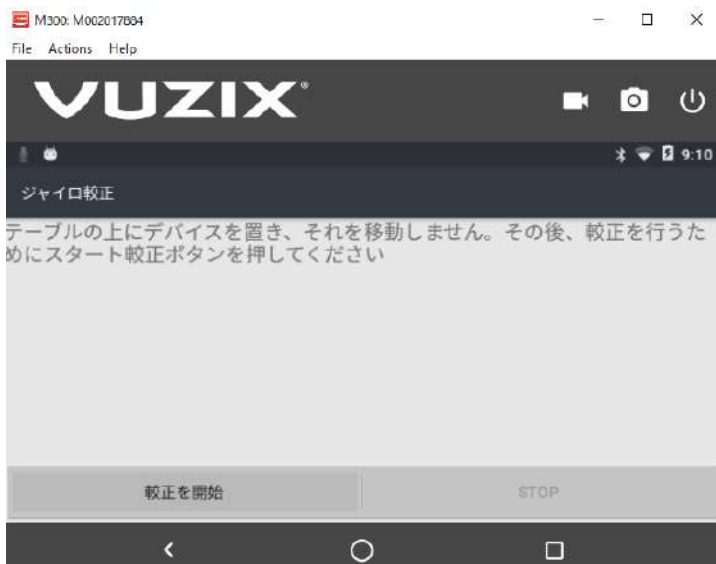 M300: M002017884
File Actions Help
VUZIX®
9:10
ジャイロ較正
テーブルの上にデバイスを置き、それを移動しません。その後、較正を行うた
めにスタート較正ボタンを押してください
較正を開始 STOP